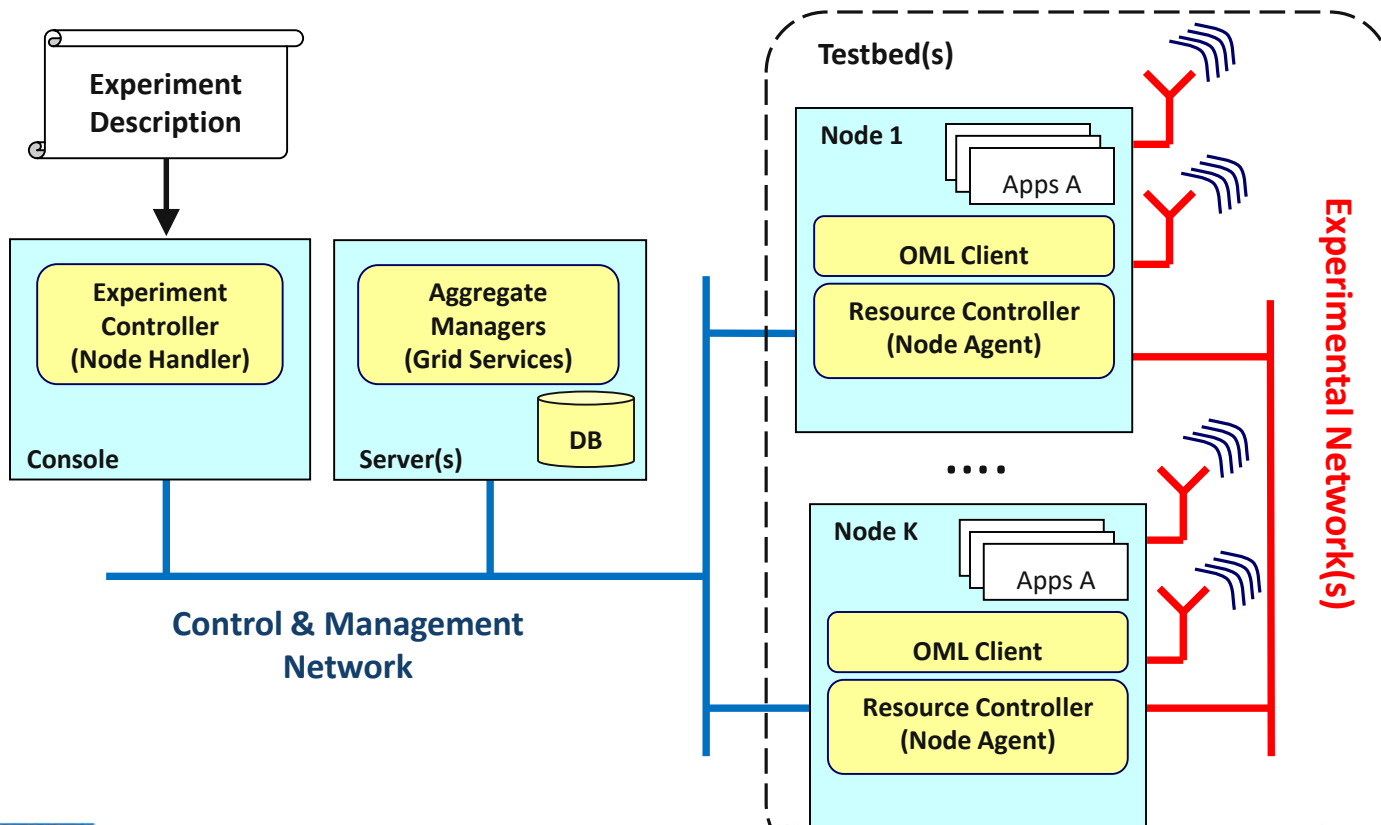 Experiment
Description
Experiment
Controller
(Node Handler)
Console
Aggregate
Managers
(Grid Services)
DB
Server(s)
Control & Management
Network
Testbed(s)
Node 1
Apps A
OML Client
Resource Controller
(Node Agent)
....
Node K
Apps A
OML Client
Resource Controller
(Node Agent)
Experimental Network(s)